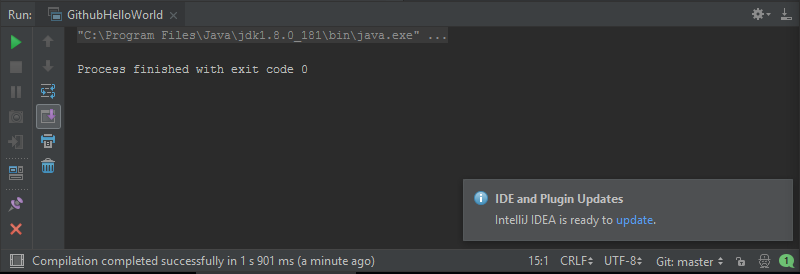 Run: GithubHelloWorld
"C:\Program Files\Java\jdk1.8.0_181\bin\java.exe" ...
Process finished with exit code 0
IDE and Plugin Updates
IntelliJ IDEA is ready to update.
Compilation completed successfully in 1 s 901 ms (a minute ago) 15:1 CRLF UTF-8 Git: master 1